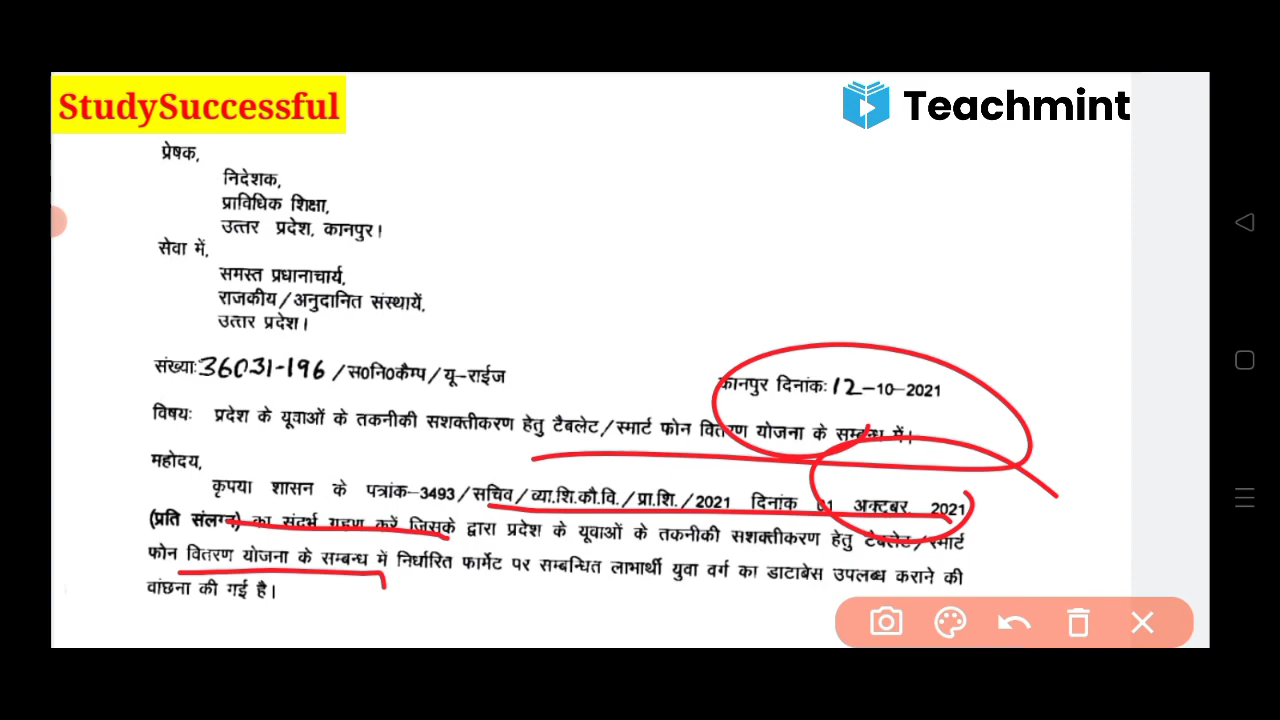 StudySuccessful
Teachmint
प्रेषक,
निदेशक,
प्राविधिक शिक्षा,
उत्तर प्रदेश, कानपुर।
सेवा में,
समस्त प्रधानाचार्य,
राजकीय/अनुदानित संस्थायें,
उत्तर प्रदेश।
संख्याः36031-196/स0नि0कैम्प/यू-राईज
कानपुर दिनांकः12-10-2021
विषयः प्रदेश के यूवाओं के तकनीकी सशक्तीकरण हेतु टैबलेट/स्मार्ट फोन वितरण योजना के सम्बन्ध में।
महोदय,
कृपया शासन के पत्रांक-3493/सचिव/व्या.शि.कौ.वि./प्रा.शि./2021 दिनांक 01 अक्टूबर, 2021
(प्रति संलग्न) का संदर्भ ग्रहण करें जिसके द्वारा प्रदेश के यूवाओं के तकनीकी सशक्तीकरण हेतु टैबलेट/स्मार्ट
फोन वितरण योजना के सम्बन्ध में निर्धारित फार्मेट पर सम्बन्धित लाभार्थी युवा वर्ग का डाटाबेस उपलब्ध कराने की
वांछना की गई है।